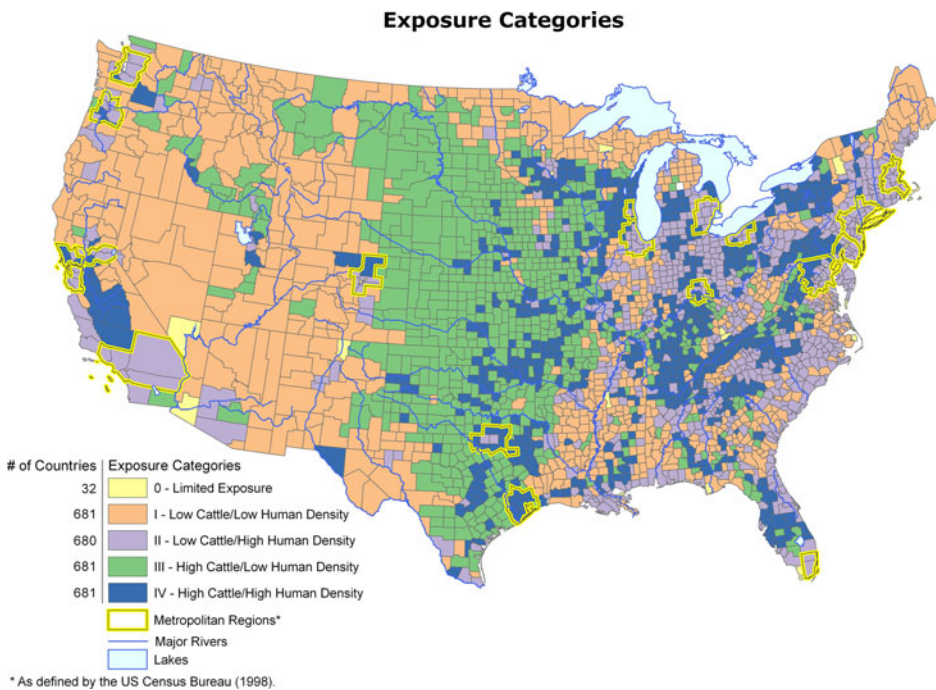 Exposure Categories
# of Countries Exposure Categories
32 0 - Limited Exposure
681 I - Low Cattle/Low Human Density
680 II - Low Cattle/High Human Density
681 III - High Cattle/Low Human Density
681 IV - High Cattle/High Human Density
Metropolitan Regions*
Major Rivers
Lakes
* As defined by the US Census Bureau (1998).